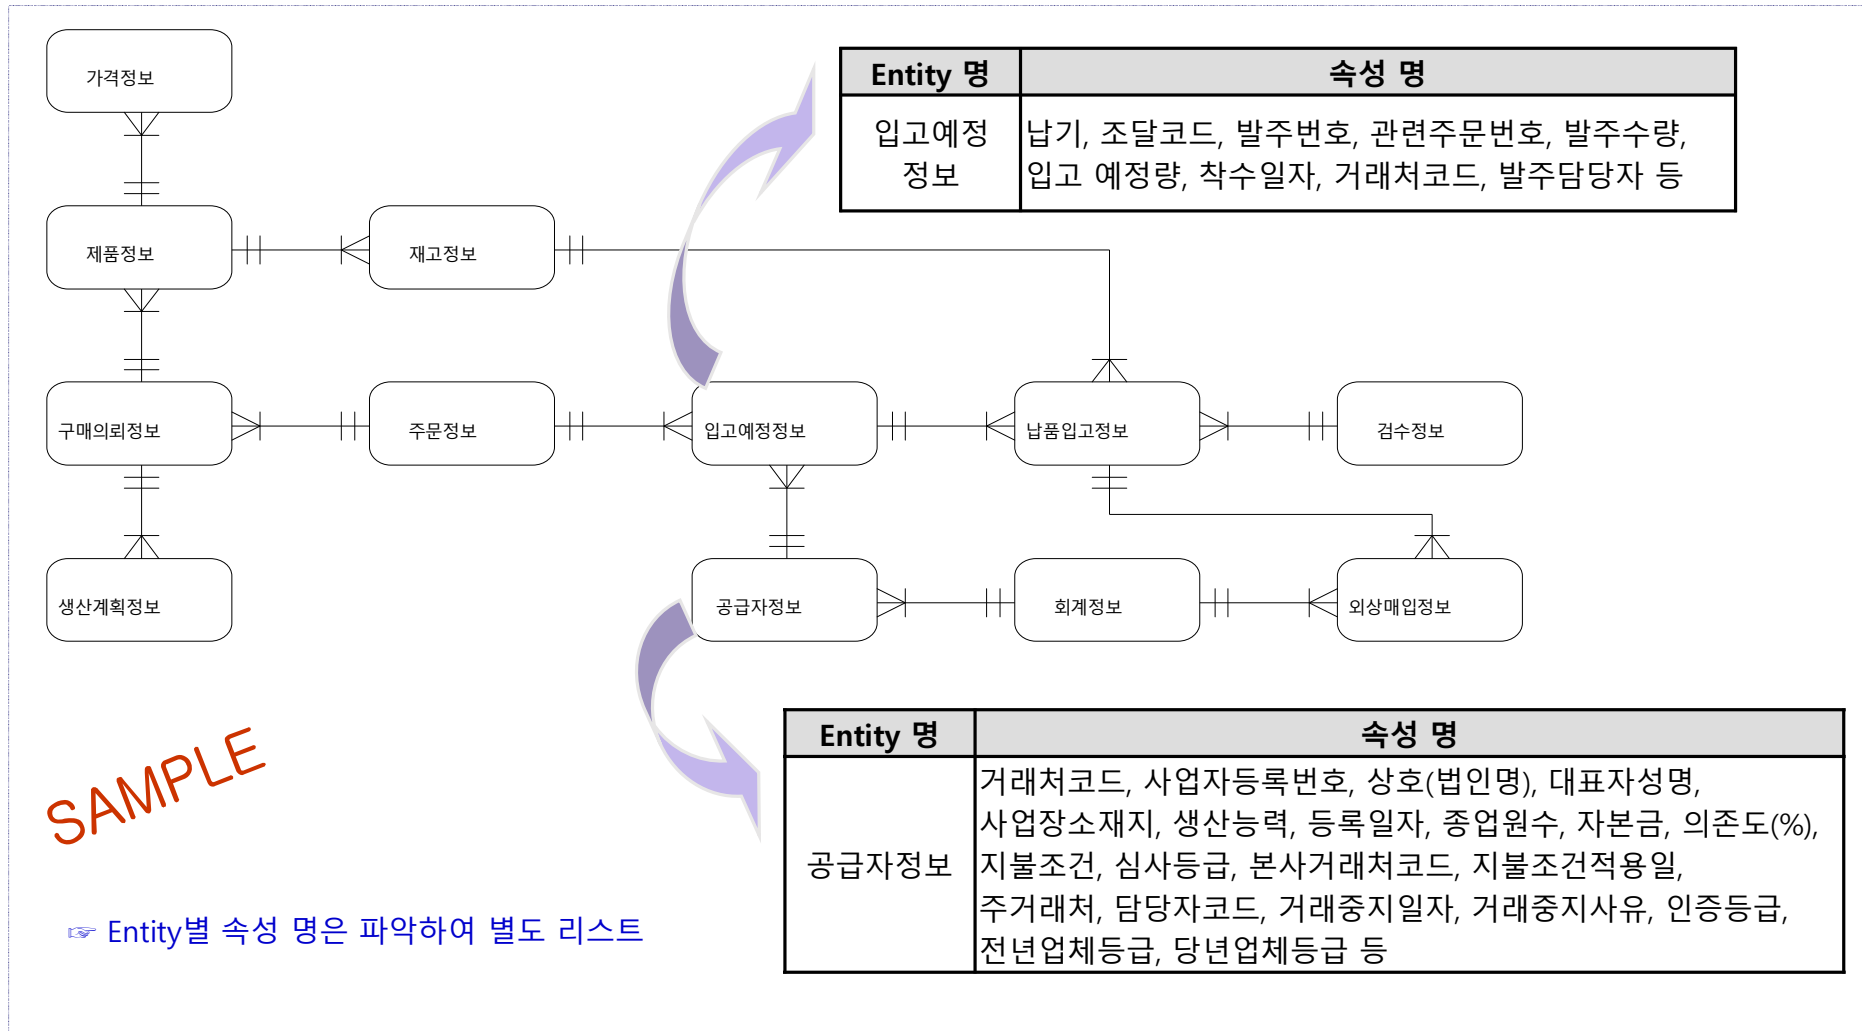 가격정보
Entity 명
속성 명
입고예정
정보
납기, 조달코드, 발주번호, 관련주문번호, 발주수량,
입고 예정량, 착수일자, 거래처코드, 발주담당자 등
제품정보
재고정보
구매의뢰정보
주문정보
입고예정정보
납품입고정보
검수정보
생산계획정보
공급자정보
회계정보
외상매입정보
SAMPLE
☞ Entity별 속성 명은 파악하여 별도 리스트
Entity 명
속성 명
공급자정보
거래처코드, 사업자등록번호, 상호(법인명), 대표자성명,
사업장소재지, 생산능력, 등록일자, 종업원수, 자본금, 의존도(%),
지불조건, 심사등급, 본사거래처코드, 지불조건적용일,
주거래처, 담당자코드, 거래중지일자, 거래중지사유, 인증등급,
전년업체등급, 당년업체등급 등